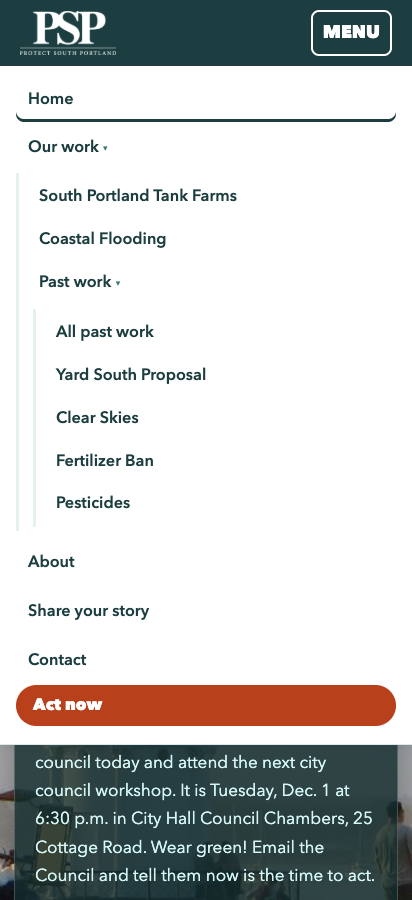 PSP
PROTECT SOUTH PORTLAND
MENU
Home
Our work ▾
South Portland Tank Farms
Coastal Flooding
Past work ▾
All past work
Yard South Proposal
Clear Skies
Fertilizer Ban
Pesticides
About
Share your story
Contact
Act now
council today and attend the next city
council workshop. It is Tuesday, Dec. 1 at
6:30 p.m. in City Hall Council Chambers, 25
Cottage Road. Wear green! Email the
Council and tell them now is the time to act.